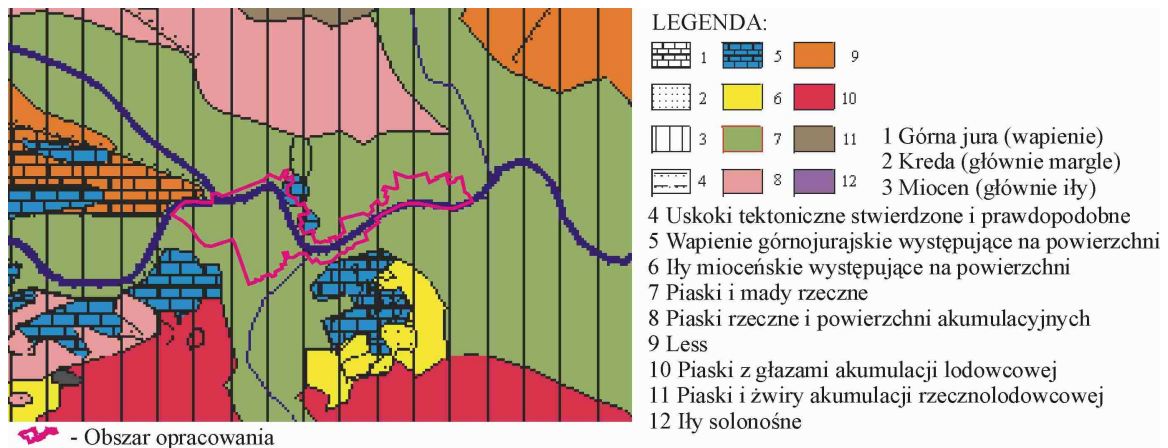 LEGENDA:
1 5 9
2 6 10
3 7 11
4 8 12
1 Górna jura (wapienie)
2 Kreda (głównie margle)
3 Miocen (głównie iły)
4 Uskoki tektoniczne stwierdzone i prawdopodobne
5 Wapienie górnojurajskie występujące na powierzchni
6 Iły mioceńskie występujące na powierzchni
7 Piaski i mady rzeczne
8 Piaski rzeczne i powierzchni akumulacyjnych
9 Less
10 Piaski z głazami akumulacji lodowcowej
11 Piaski i żwiry akumulacji rzecznolodowcowej
12 Iły solonośne
- Obszar opracowania